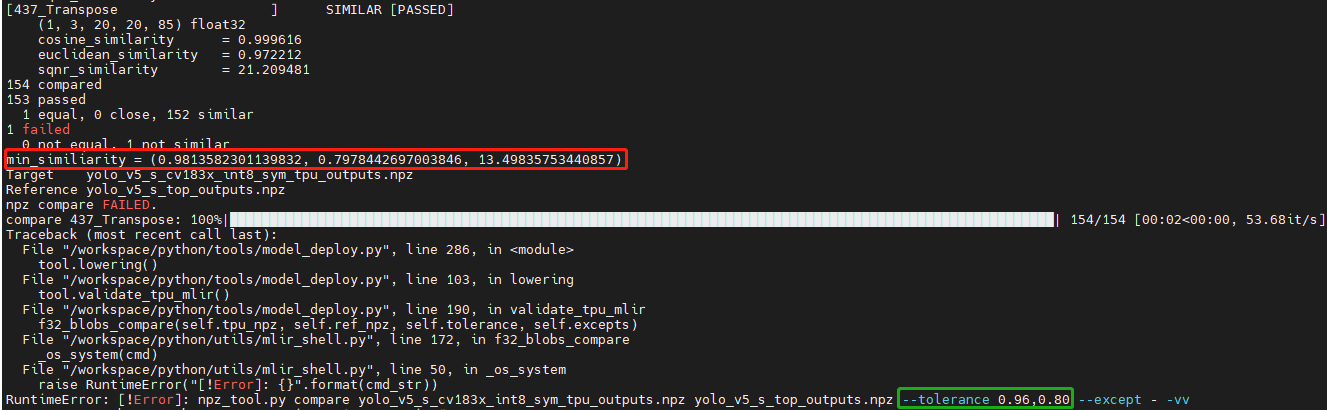 [437_Transpose                   ]      SIMILAR [PASSED]
    (1, 3, 20, 20, 85) float32
    cosine_similarity      = 0.999616
    euclidean_similarity   = 0.972212
    sqnr_similarity        = 21.209481
154 compared
153 passed
  1 equal, 0 close, 152 similar
1 failed
  0 not equal, 1 not similar
min_similiarity = (0.9813582301139832, 0.7978442697003846, 13.49835753440857)
Target    yolo_v5_s_cv183x_int8_sym_tpu_outputs.npz
Reference yolo_v5_s_top_outputs.npz
npz compare FAILED.
compare 437_Transpose: 100%|██████████| 154/154 [00:02<00:00, 53.68it/s]
Traceback (most recent call last):
  File "/workspace/python/tools/model_deploy.py", line 286, in <module>
    tool.lowering()
  File "/workspace/python/tools/model_deploy.py", line 103, in lowering
    tool.validate_tpu_mlir()
  File "/workspace/python/tools/model_deploy.py", line 190, in validate_tpu_mlir
    f32_blobs_compare(self.tpu_npz, self.ref_npz, self.tolerance, self.excepts)
  File "/workspace/python/utils/mlir_shell.py", line 172, in f32_blobs_compare
    _os_system(cmd)
  File "/workspace/python/utils/mlir_shell.py", line 50, in _os_system
    raise RuntimeError("[!Error]: {}".format(cmd_str))
RuntimeError: [!Error]: npz_tool.py compare yolo_v5_s_cv183x_int8_sym_tpu_outputs.npz yolo_v5_s_top_outputs.npz --tolerance 0.96,0.80 --except - -vv